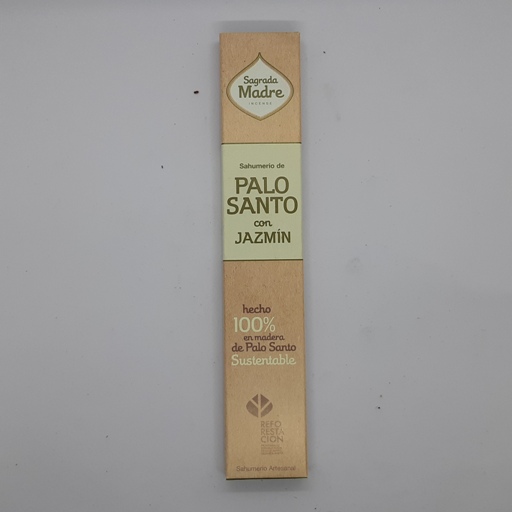 Sagrada
Madre
INCENSE
Sahumerio de
PALO
SANTO
con
JAZMÍN
hecho
100%
en madera
de Palo Santo
Sustentable
REFO
RESTA
CIÓN
Sahumerio Artesanal